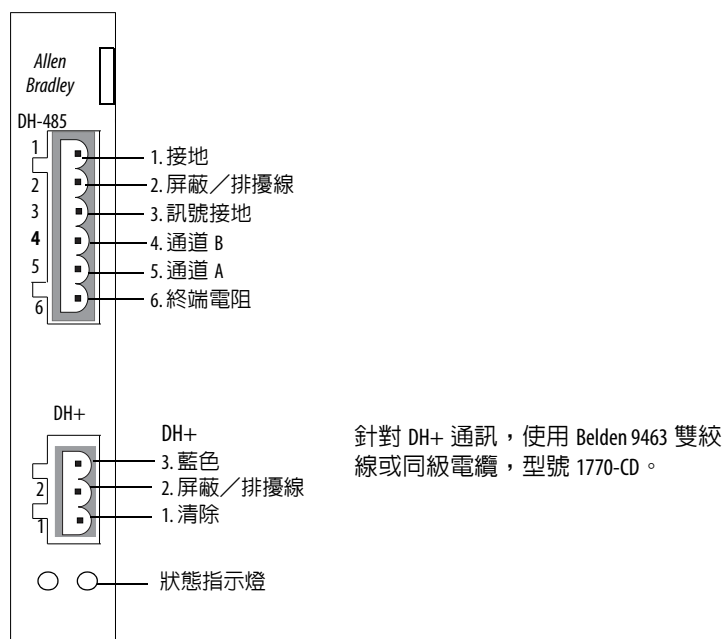 Allen
Bradley
DH-485
1
2
3
4
5
6
1. 接地
2. 屏蔽／排擾線
3. 訊號接地
4. 通道 B
5. 通道 A
6. 終端電阻
DH+
2
1
DH+
3. 藍色
2. 屏蔽／排擾線
1. 清除
狀態指示燈
針對 DH+ 通訊，使用 Belden 9463 雙絞
線或同級電纜，型號 1770-CD。